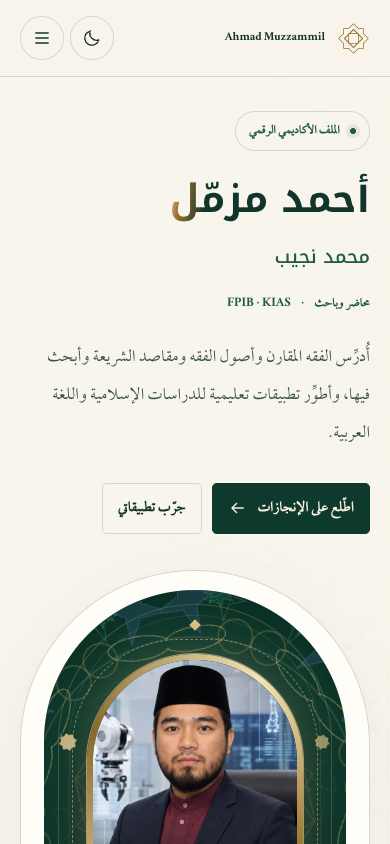 Ahmad Muzzammil
الملف الأكاديمي الرقمي
أحمد مزمّل
محمد نجيب
محاضر وباحث · FPIB · KIAS
أُدرِّس الفقه المقارن وأصول الفقه ومقاصد الشريعة وأبحث
فيها، وأطوِّر تطبيقات تعليمية للدراسات الإسلامية واللغة
العربية.
اطّلع على الإنجازات ←
جرّب تطبيقاتي